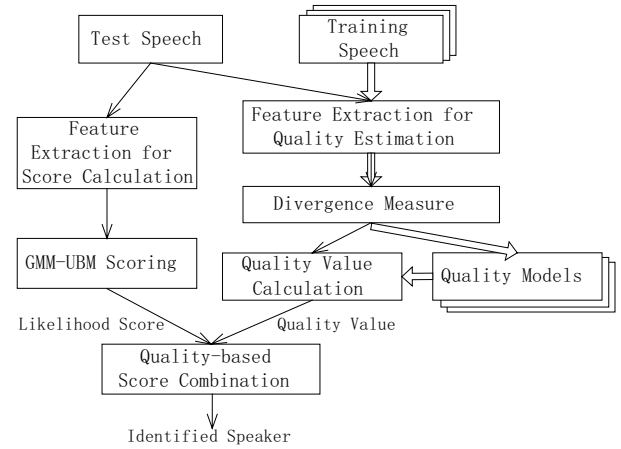 Test Speech
Training
Speech
Feature Extraction for
Quality Estimation
Feature
Extraction for
Score Calculation
Divergence Measure
GMM-UBM Scoring
Quality Value
Calculation
Quality Models
Likelihood Score
Quality Value
Quality-based
Score Combination
Identified Speaker